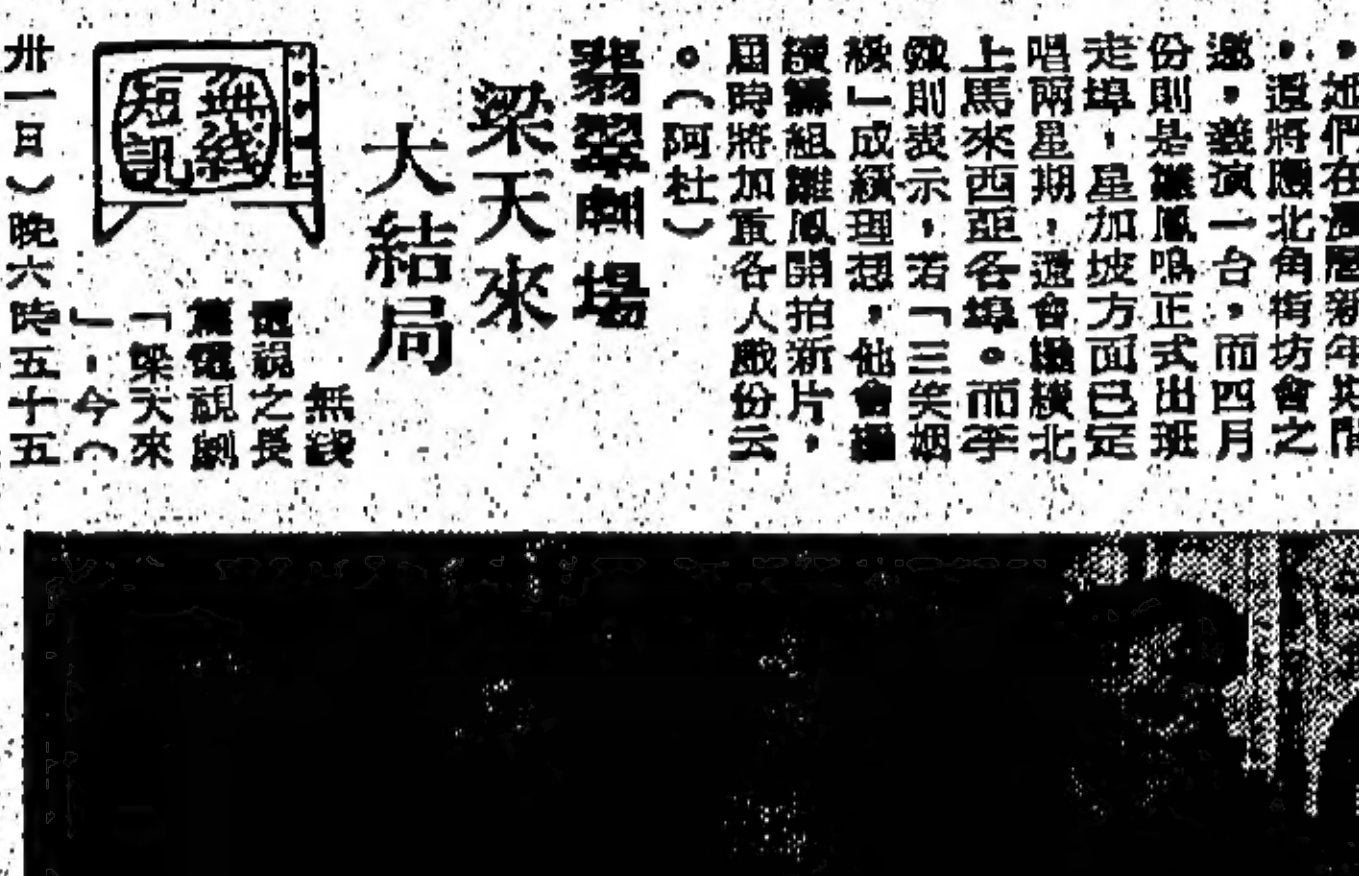 ，她們在曆新年期間
，還將應北角街坊會之
邀，義演一台，而四月
份則是雛鳳鳴正式出班
走埠，星加坡方面已定
唱兩星期，還會繼續北
上馬來西亞各埠。而李
則表示，若「三笑姻
緣」成績理想，他會繼
續籌組雛鳳開拍新片，
屆時將加重各人戲份云
。（阿杜）
翡翠劇場
梁天來
大結局
無綫
短訊
無綫
電視之長
篇電視劇
「梁天來
」，今（
卅一日）晚六時五十五